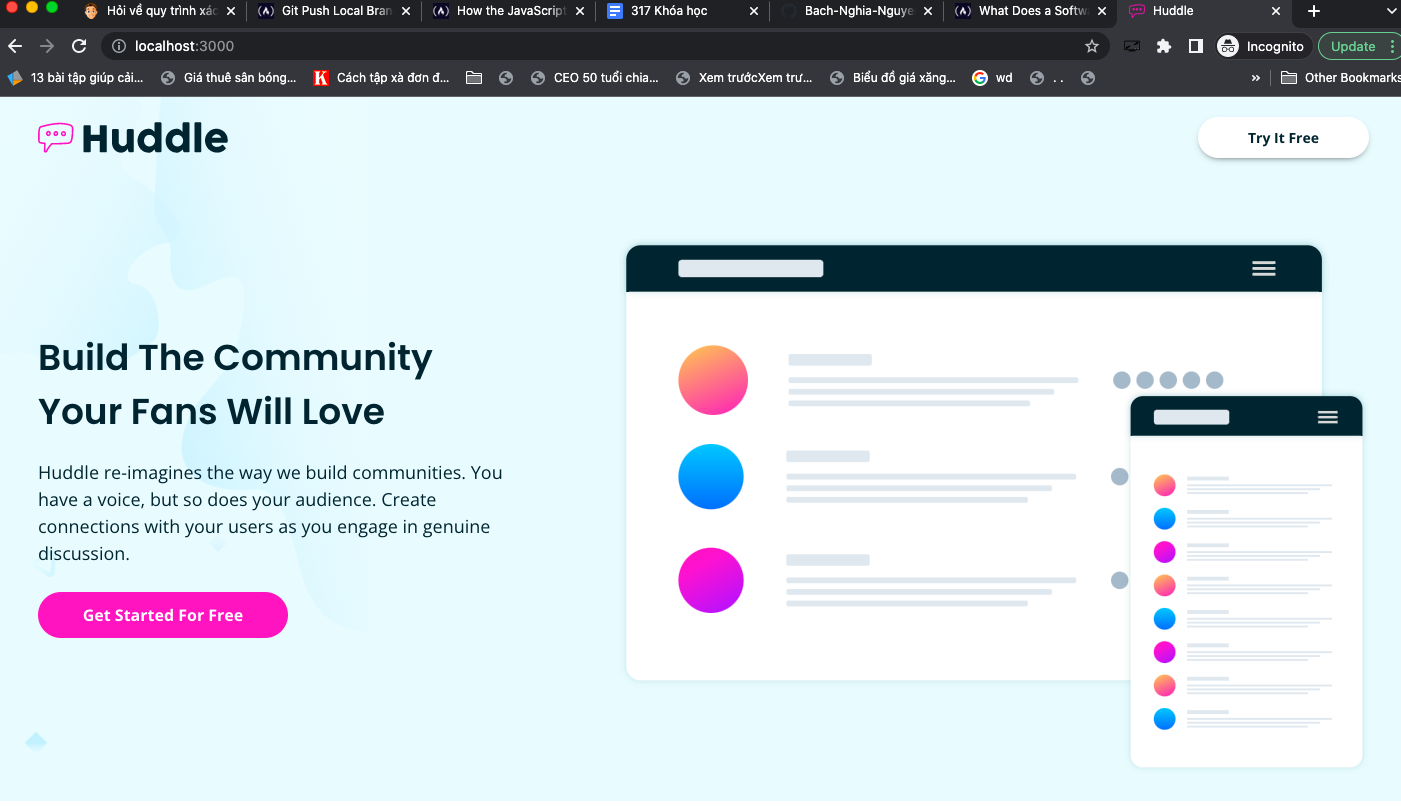 Hỏi về quy trình xác
Git Push Local Bran
How the JavaScript
317 Khóa học
Bach-Nghia-Nguye
What Does a Softw
Huddle
localhost:3000
Incognito
Update
13 bài tập giúp cải...
Giá thuê sân bóng...
Cách tập xà đơn đ...
CEO 50 tuổi chia...
Xem trướcXem trư...
Biểu đồ giá xăng...
wd
. .
»
Other Bookmarks
Huddle
Try It Free
Build The Community
Your Fans Will Love
Huddle re-imagines the way we build communities. You
have a voice, but so does your audience. Create
connections with your users as you engage in genuine
discussion.
Get Started For Free